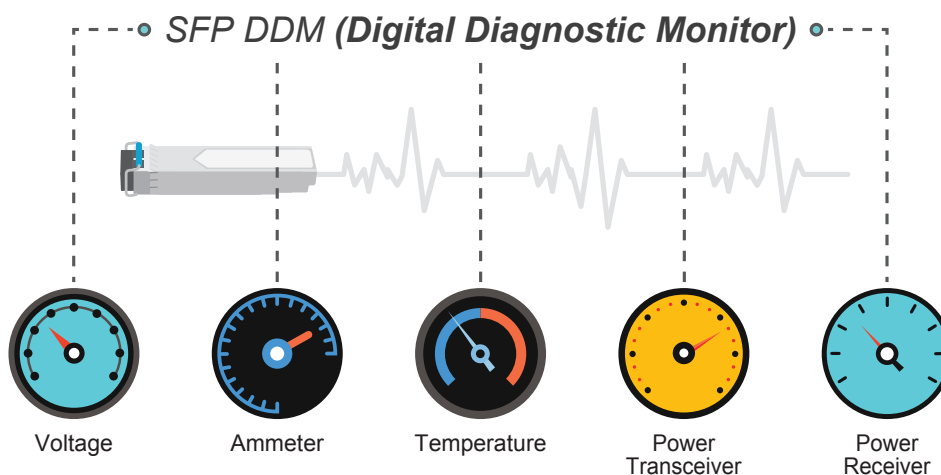 SFP DDM (Digital Diagnostic Monitor)
Voltage
Ammeter
Temperature
Power
Transceiver
Power
Receiver